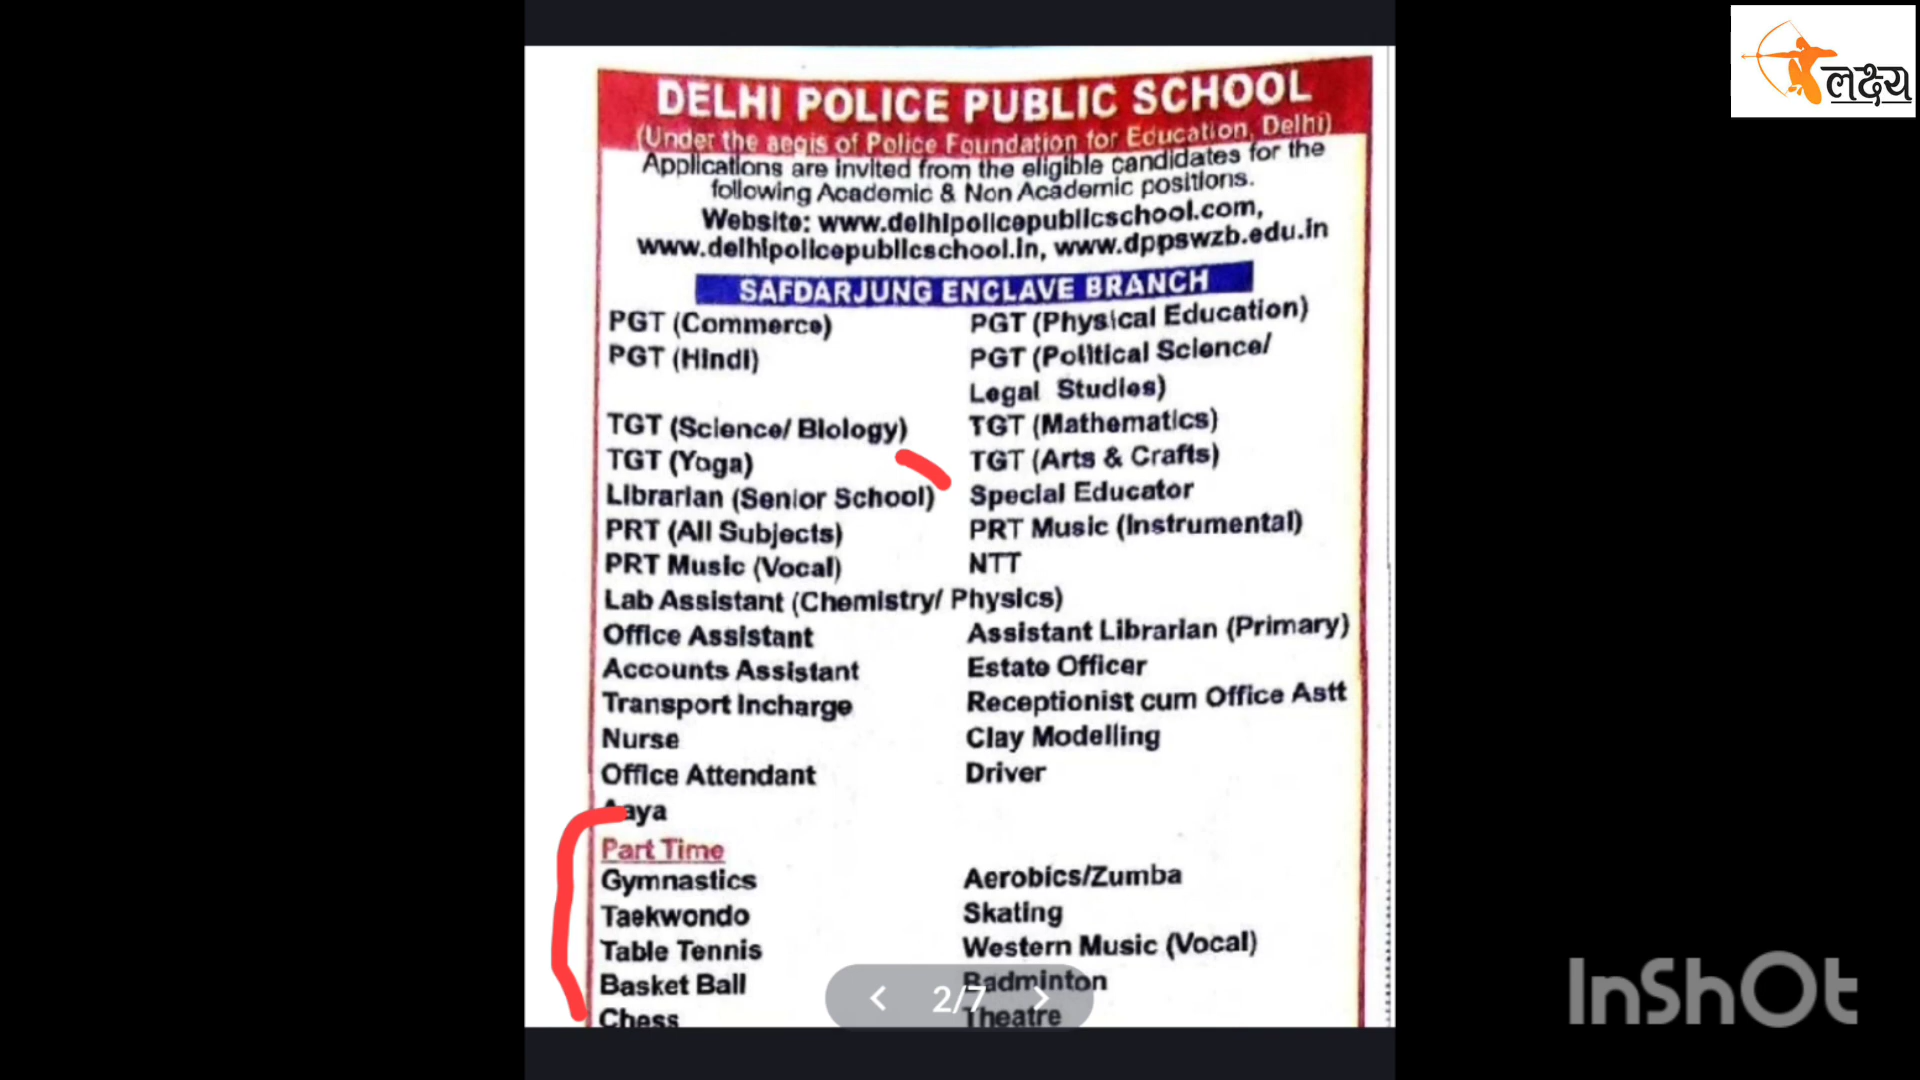 लक्ष्य
DELHI POLICE PUBLIC SCHOOL
(Under the aegis of Police Foundation for Education, Delhi)
Applications are invited from the eligible candidates for the
following Academic & Non Academic positions.
Website: www.delhipolicepublicschool.com,
www.delhipolicepublicschool.in, www.dppswzb.edu.in
SAFDARJUNG ENCLAVE BRANCH
PGT (Commerce) PGT (Physical Education)
PGT (Hindi) PGT (Political Science/
Legal Studies)
TGT (Science/ Biology) TGT (Mathematics)
TGT (Yoga) TGT (Arts & Crafts)
Librarian (Senior School) Special Educator
PRT (All Subjects) PRT Music (Instrumental)
PRT Music (Vocal) NTT
Lab Assistant (Chemistry/ Physics)
Office Assistant Assistant Librarian (Primary)
Accounts Assistant Estate Officer
Transport Incharge Receptionist cum Office Astt
Nurse Clay Modelling
Office Attendant Driver
Aaya
Part Time
Gymnastics Aerobics/Zumba
Taekwondo Skating
Table Tennis Western Music (Vocal)
Basket Ball Badminton
Chess Theatre
2/7
InShOt